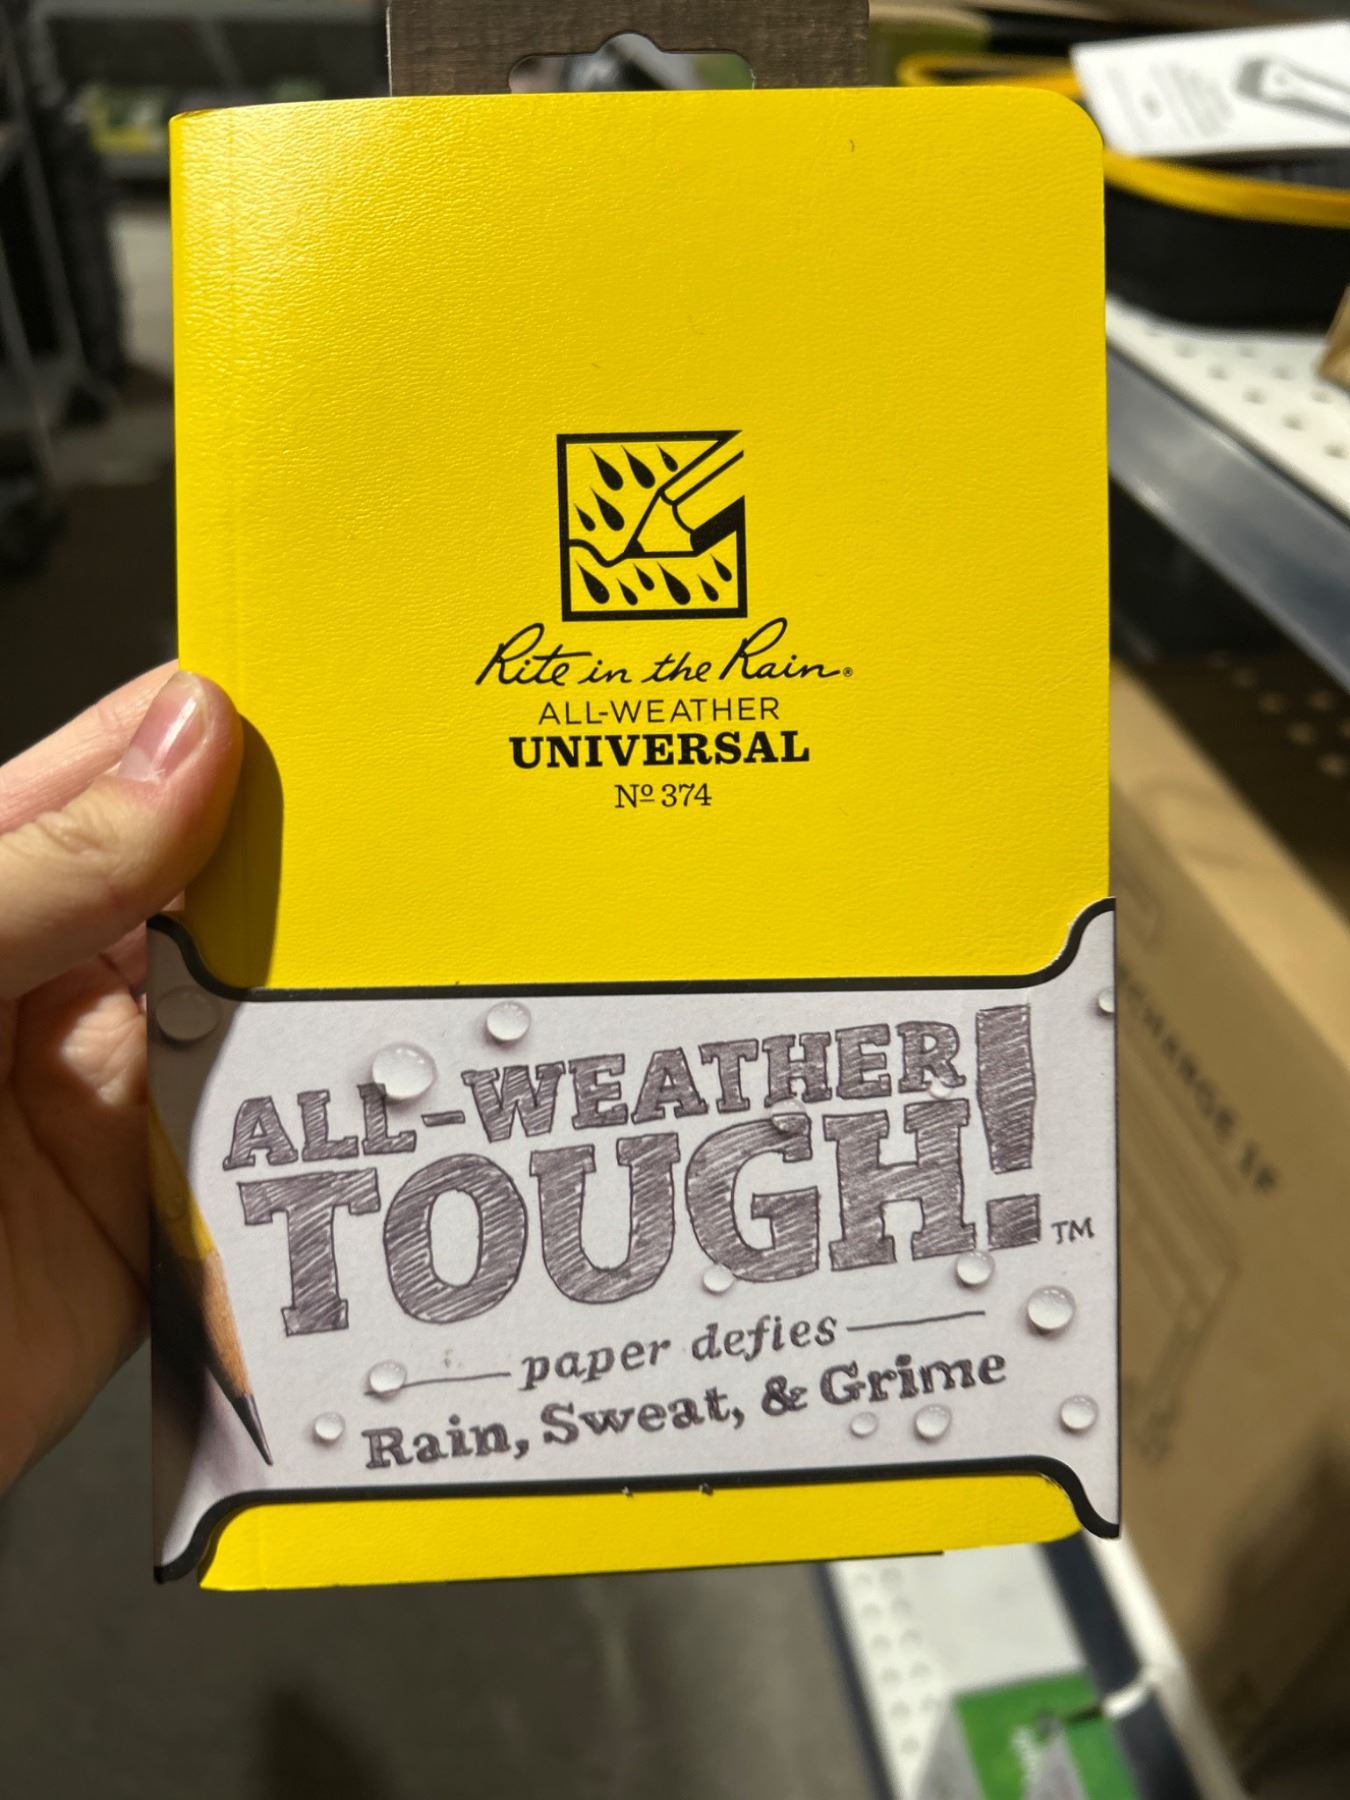 Rite in the Rain®
ALL-WEATHER
UNIVERSAL
Nº 374
ALL-WEATHER
TOUGH!™
paper defies
Rain, Sweat, & Grime